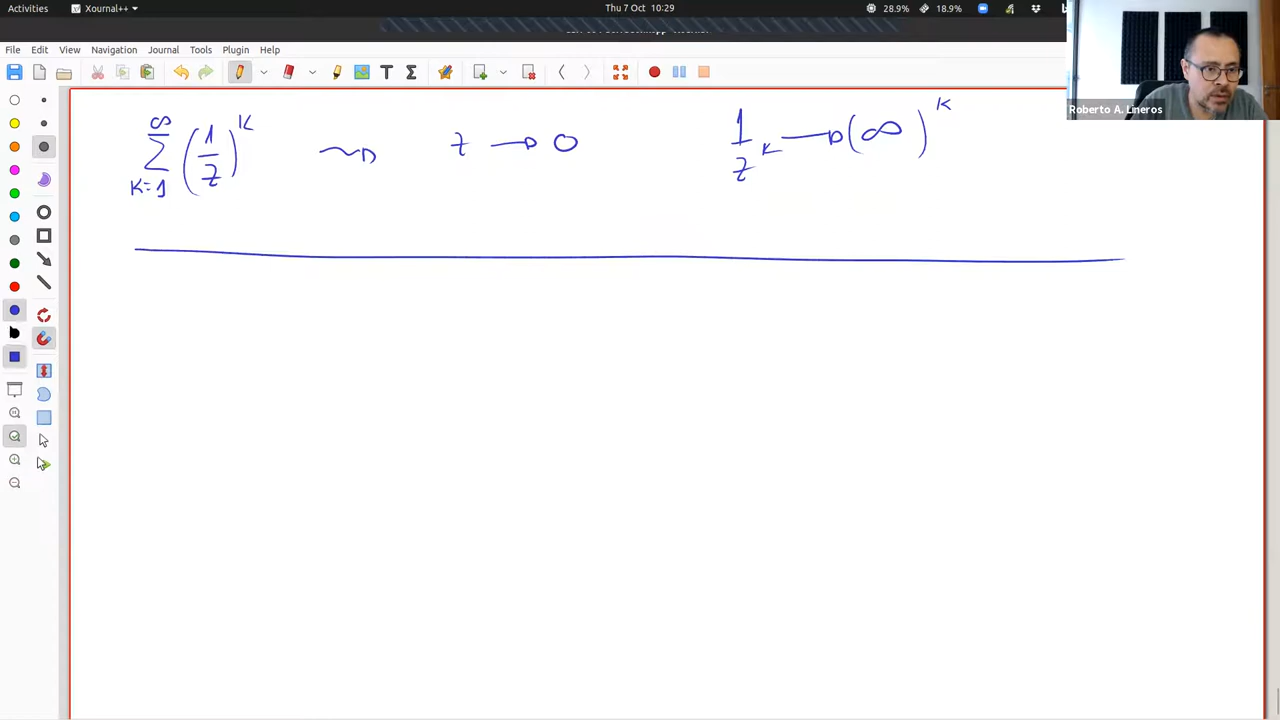 Activities Xournal++ Thu 7 Oct 10:29 28.9% 18.9%
File Edit View Navigation Journal Tools Plugin Help
Roberto A. Lineros
∞ Σ K=1 (1/z)^K ⟿ z → 0 1/z^K → (∞)^K